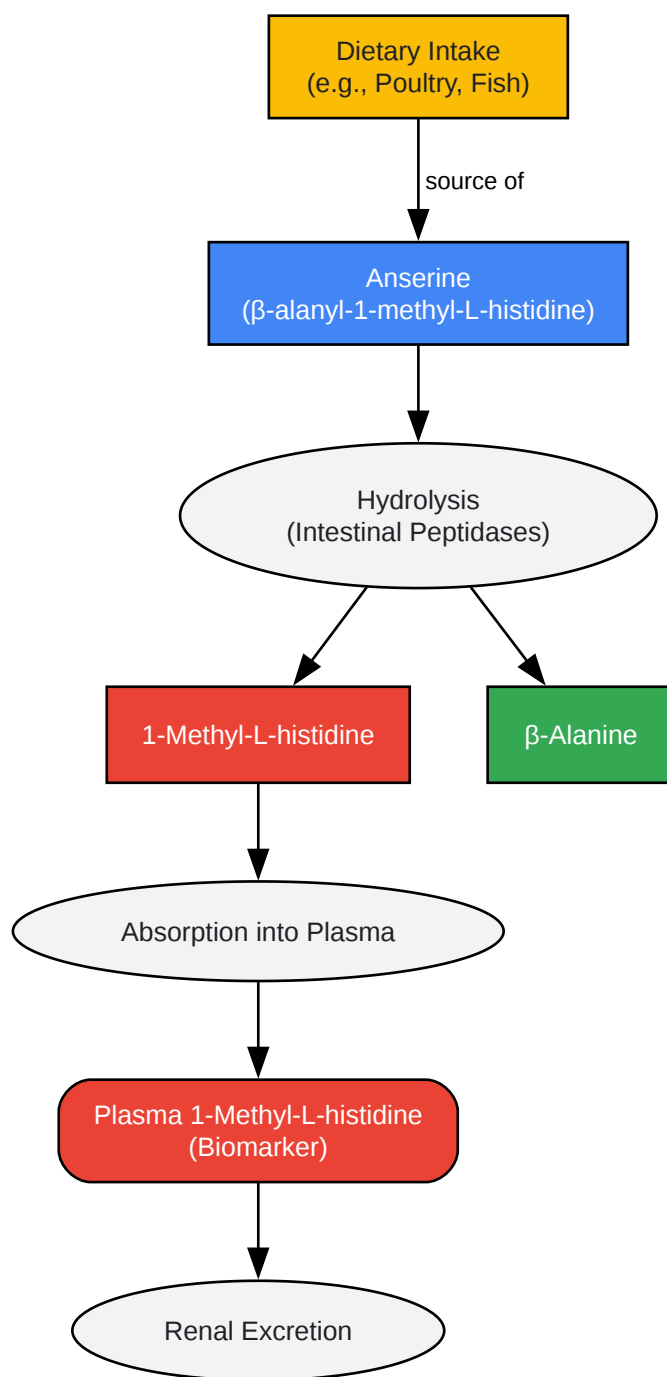 Dietary Intake
(e.g., Poultry, Fish)
source of
Anserine
(β-alanyl-1-methyl-L-histidine)
Hydrolysis
(Intestinal Peptidases)
1-Methyl-L-histidine
β-Alanine
Absorption into Plasma
Plasma 1-Methyl-L-histidine
(Biomarker)
Renal Excretion